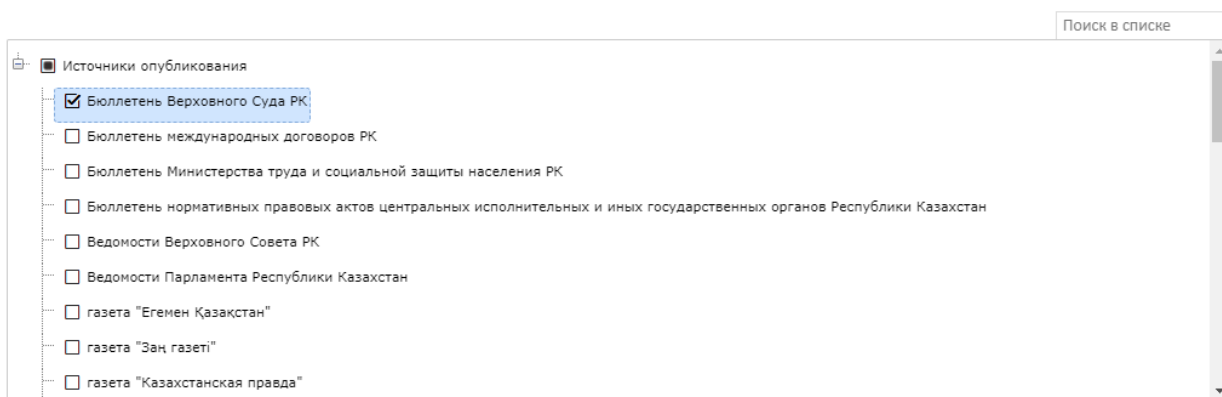 Поиск в списке
Источники опубликования
Бюллетень Верховного Суда РК
Бюллетень международных договоров РК
Бюллетень Министерства труда и социальной защиты населения РК
Бюллетень нормативных правовых актов центральных исполнительных и иных государственных органов Республики Казахстан
Ведомости Верховного Совета РК
Ведомости Парламента Республики Казахстан
газета "Егемен Қазақстан"
газета "Заң газеті"
газета "Казахстанская правда"